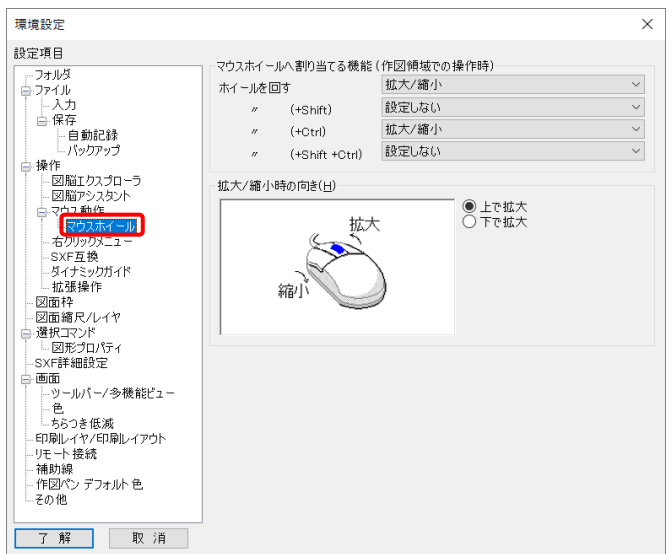 環境設定
設定項目
フォルダ
ファイル
入力
保存
自動記録
バックアップ
操作
図脳エクスプローラ
図脳アシスタント
マウス動作
マウスホイール
右クリックメニュー
SXF互換
ダイナミックガイド
拡張操作
図面枠
図面縮尺/レイヤ
選択コマンド
図形プロパティ
SXF詳細設定
画面
ツールバー/多機能ビュー
色
ちらつき低減
印刷レイヤ/印刷レイアウト
リモート接続
補助線
作図ペン デフォルト色
その他
マウスホイールへ割り当てる機能(作図領域での操作時)
ホイールを回す 拡大/縮小
〃 (+Shift) 設定しない
〃 (+Ctrl) 拡大/縮小
〃 (+Shift +Ctrl) 設定しない
拡大/縮小時の向き(H)
拡大
縮小
上で拡大
下で拡大
了 解 取 消